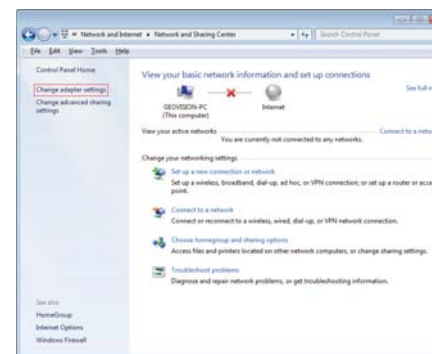 Network and Internet ▸ Network and Sharing Center
Search Control Panel
File Edit View Tools Help
Control Panel Home
Change adapter settings
Change advanced sharing
settings
View your basic network information and set up connections
See full
GEOVISION-PC
(This computer)
Internet
View your active networks
Connect to a netw
You are currently not connected to any networks.
Change your networking settings
Set up a new connection or network
Set up a wireless, broadband, dial-up, ad hoc, or VPN connection; or set up a router or acce
point.
Connect to a network
Connect or reconnect to a wireless, wired, dial-up, or VPN network connection.
Choose homegroup and sharing options
Access files and printers located on other network computers, or change sharing settings.
Troubleshoot problems
Diagnose and repair network problems, or get troubleshooting information.
See also
HomeGroup
Internet Options
Windows Firewall